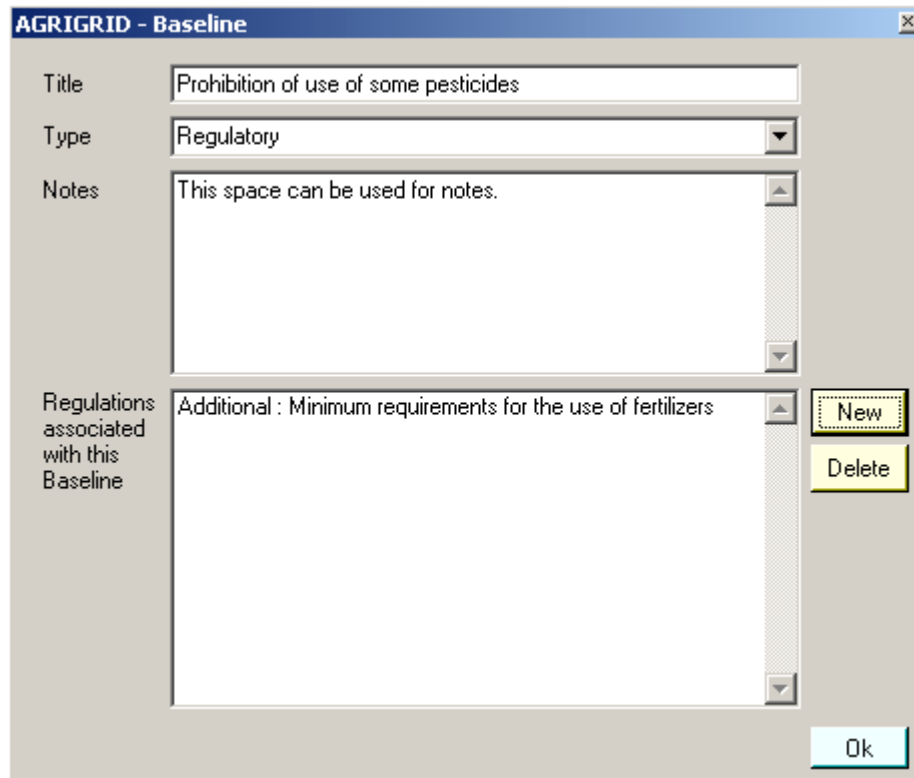 AGRIGRID - Baseline
Title
Prohibition of use of some pesticides
Type
Regulatory
Notes
This space can be used for notes.
Regulations
associated
with this
Baseline
Additional : Minimum requirements for the use of fertilizers
New
Delete
Ok